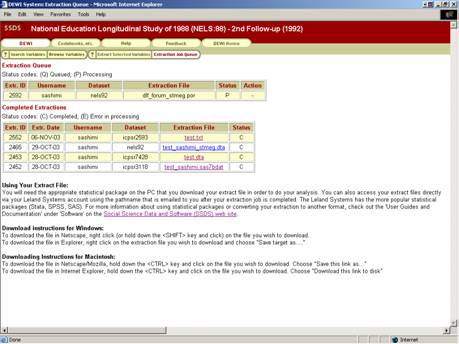 DEWI Systems Extraction Queue - Microsoft Internet Explorer
File Edit View Favorites Tools Help
SSDS National Education Longitudinal Study of 1988 (NELS:88) - 2nd Follow-up (1992)
DEWI Codebooks, etc. Help Feedback DEWI Home
? Search Variables Browse Variables ? Extract Selected Variables Extraction Job Queue
Extraction Queue
Status codes: (Q) Queued; (P) Processing
Extr. ID Username Dataset Extraction File Status Action
2692 sashimi nels92 dlf_forum_stmeg.por P -
Completed Extractions
Status codes: (C) Completed; (E) Error in processing
Extr. ID Extr. Date Username Dataset Extraction File Status
2552 06-NOV-03 sashimi icpsr2593 test.txt C
2465 29-OCT-03 sashimi nels92 test_sashimi_stmeg.dta C
2453 28-OCT-03 sashimi icpsr7428 test.dta C
2452 28-OCT-03 sashimi icpsr3118 test_sashimi.sas7bdat C
Using Your Extract File:
You will need the appropriate statistical package on the PC that you download your extract file in order to do your analysis. You can also access your extract files directly
via your Leland account using the pathname that is emailed to you after your extraction job is completed. The Leland systems has the more popular statistical
packages (Stata, SPSS, SAS). For more information about using statistical packages or converting your extraction to another format, check out the 'User Guides and
Documentation' under 'Software' on the Social Science Data and Software (SSDS) web site.
Download instructions for Windows:
To download the file in Netscape, right click (or hold down the <SHIFT> key and click) on the file you wish to download.
To download the file in Explorer, right click on the extraction file you wish to download and choose "Save target as...."
Downloading Instructions for Macintosh:
To download the file in Netscape/Mozilla, hold down the <CTRL> key and click on the file you wish to download. Choose "Save this link as..."
To download the file in Internet Explorer, hold down the <CTRL> key and click on the file you wish to download. Choose "Download this link to disk"
Done Internet